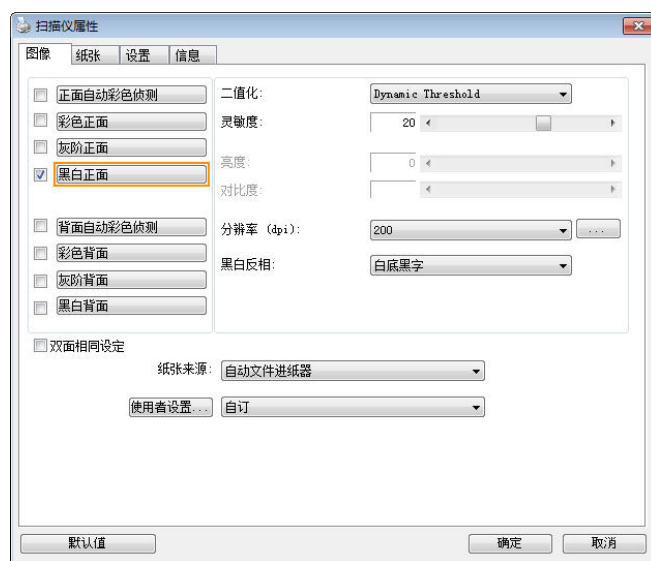 扫描仪属性
图像 纸张 设置 信息
正面自动彩色侦测
彩色正面
灰阶正面
黑白正面
背面自动彩色侦测
彩色背面
灰阶背面
黑白背面
二值化: Dynamic Threshold
灵敏度: 20
亮度: 0
对比度:
分辨率 (dpi): 200 ...
黑白反相: 白底黑字
双面相同设定
纸张来源: 自动文件进纸器
使用者设置... 自订
默认值 确定 取消